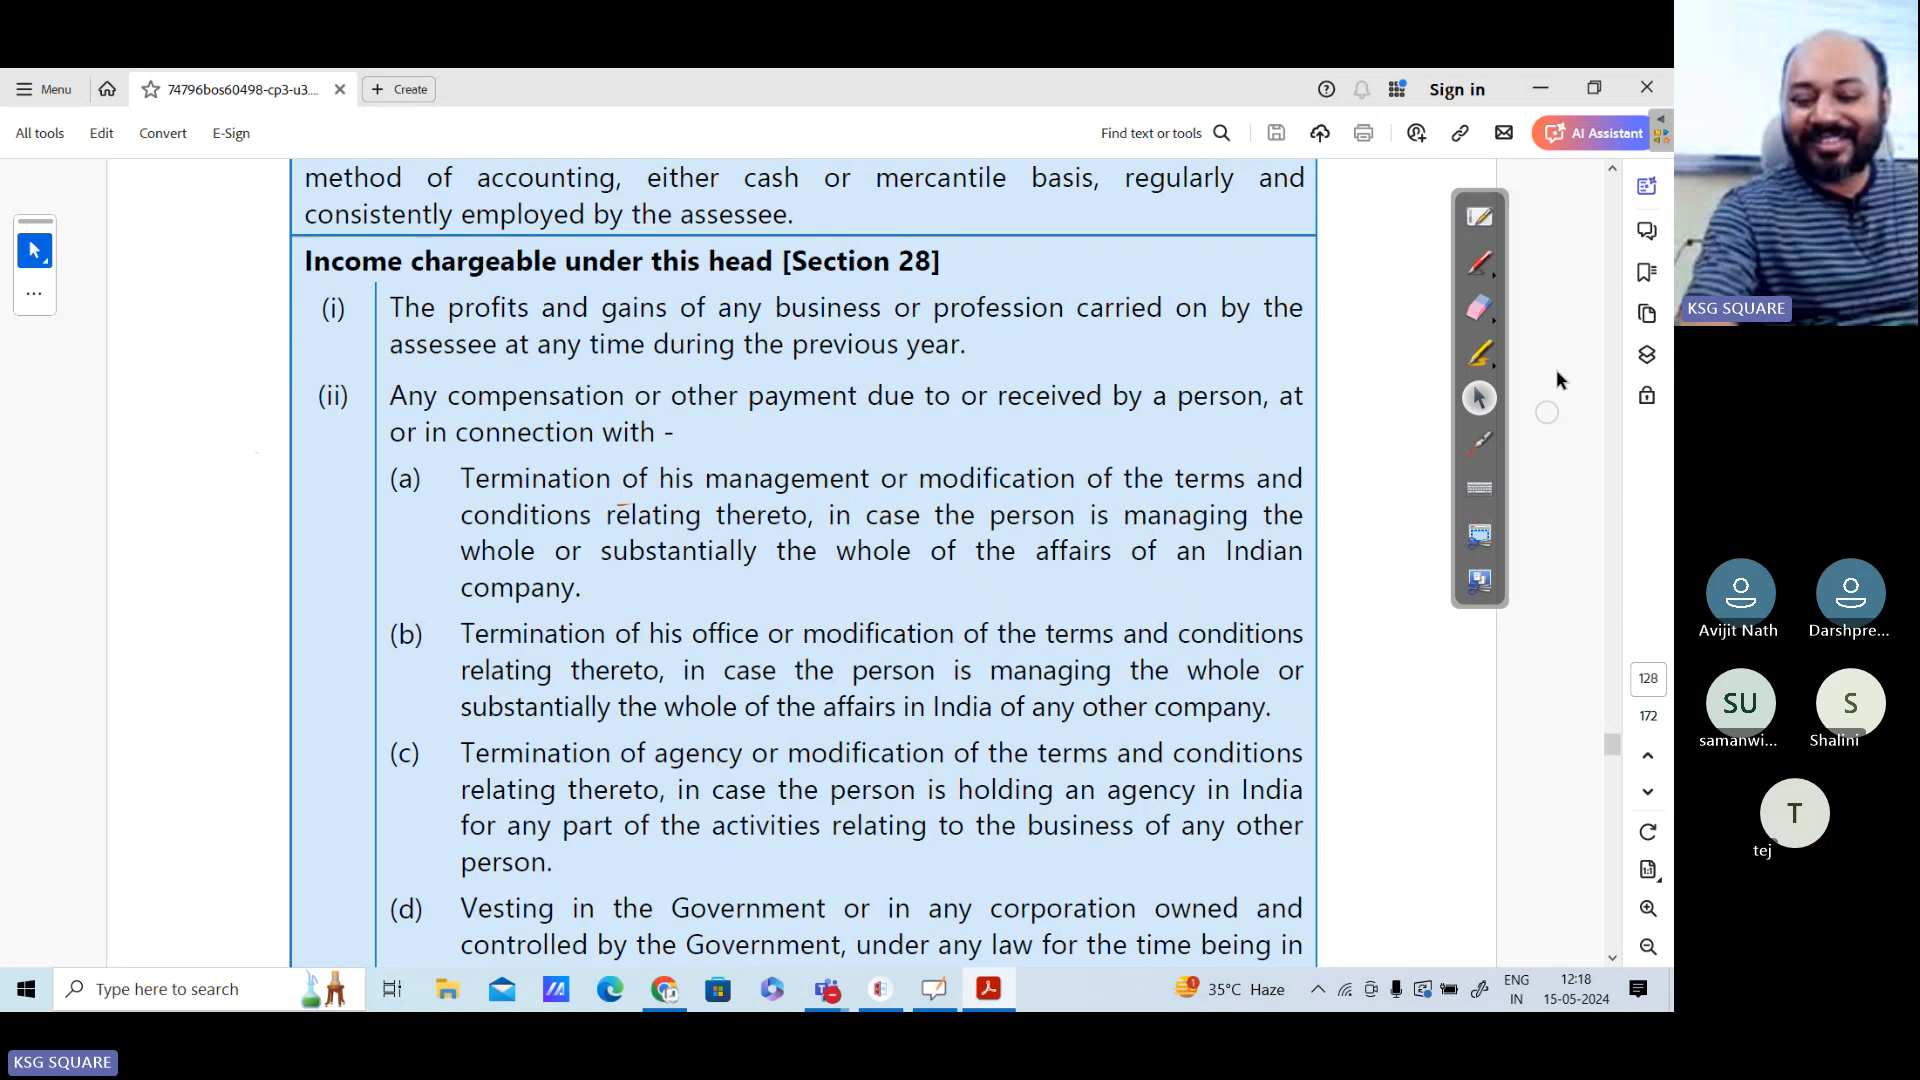 Menu
74796bos60498-cp3-u3...
Create
Sign in
All tools
Edit
Convert
E-Sign
Find text or tools
AI Assistant
method of accounting, either cash or mercantile basis, regularly and
consistently employed by the assessee.
Income chargeable under this head [Section 28]
(i) The profits and gains of any business or profession carried on by the
assessee at any time during the previous year.
(ii) Any compensation or other payment due to or received by a person, at
or in connection with -
(a) Termination of his management or modification of the terms and
conditions relating thereto, in case the person is managing the
whole or substantially the whole of the affairs of an Indian
company.
(b) Termination of his office or modification of the terms and conditions
relating thereto, in case the person is managing the whole or
substantially the whole of the affairs in India of any other company.
(c) Termination of agency or modification of the terms and conditions
relating thereto, in case the person is holding an agency in India
for any part of the activities relating to the business of any other
person.
(d) Vesting in the Government or in any corporation owned and
controlled by the Government, under any law for the time being in
128
172
KSG SQUARE
Avijit Nath
Darshpre...
SU
samanwi...
S
Shalini
T
tej
Type here to search
1
35°C Haze
ENG
IN
12:18
15-05-2024
KSG SQUARE